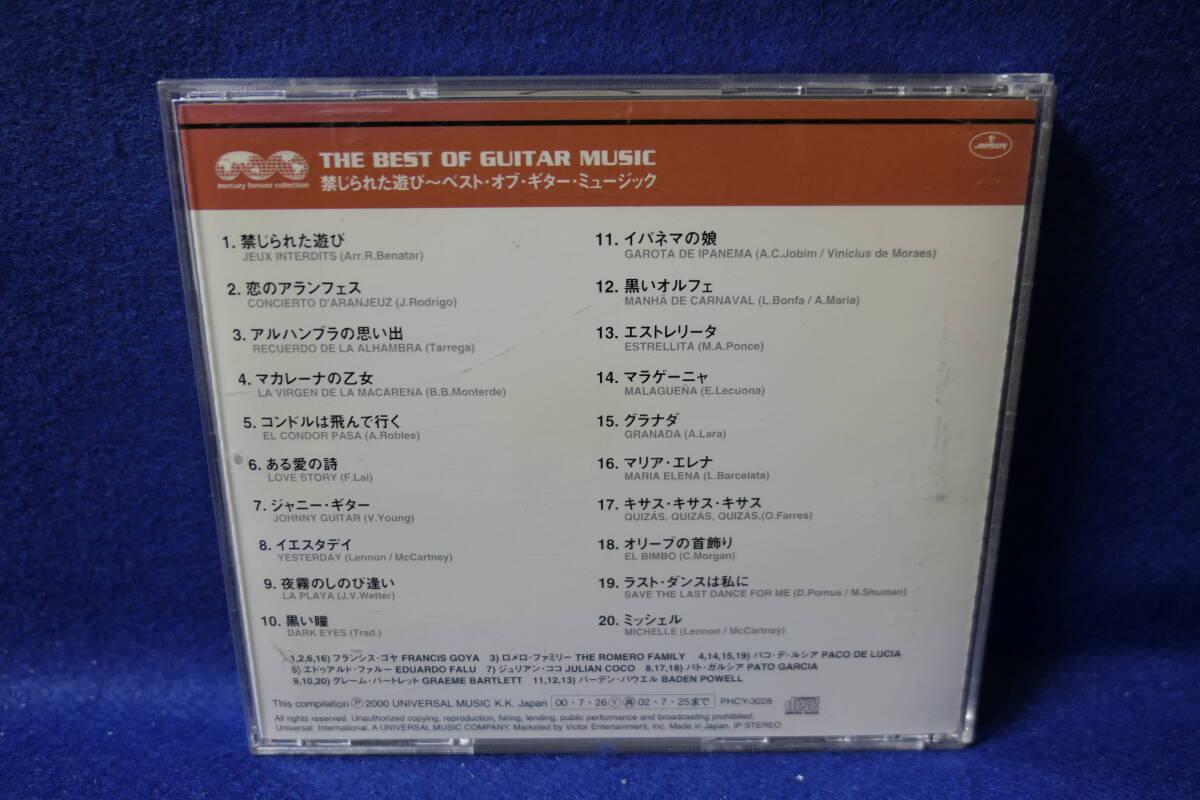 THE BEST OF GUITAR MUSIC
mercury forever collection
禁じられた遊び〜ベスト・オブ・ギター・ミュージック
MERCURY
1. 禁じられた遊び
JEUX INTERDITS (Arr.R.Benatar)
2. 恋のアランフェス
CONCIERTO D'ARANJEUZ (J.Rodrigo)
3. アルハンブラの思い出
RECUERDO DE LA ALHAMBRA (Tarrega)
4. マカレーナの乙女
LA VIRGEN DE LA MACARENA (B.B.Monterde)
5. コンドルは飛んで行く
EL CONDOR PASA (A.Robles)
6. ある愛の詩
LOVE STORY (F.Lai)
7. ジャニー・ギター
JOHNNY GUITAR (V.Young)
8. イエスタデイ
YESTERDAY (Lennon / McCartney)
9. 夜霧のしのび逢い
LA PLAYA (J.V.Wetter)
10. 黒い瞳
DARK EYES (Trad.)
11. イパネマの娘
GAROTA DE IPANEMA (A.C.Jobim / Vinicius de Moraes)
12. 黒いオルフェ
MANHÃ DE CARNAVAL (L.Bonfa / A.Maria)
13. エストレリータ
ESTRELLITA (M.A.Ponce)
14. マラゲーニャ
MALAGUEÑA (E.Lecuona)
15. グラナダ
GRANADA (A.Lara)
16. マリア・エレナ
MARIA ELENA (L.Barcelata)
17. キサス・キサス・キサス
QUIZÁS, QUIZÁS, QUIZÁS,(O.Farres)
18. オリーブの首飾り
EL BIMBO (C.Morgan)
19. ラスト・ダンスは私に
SAVE THE LAST DANCE FOR ME (D.Pomus / M.Shuman)
20. ミッシェル
MICHELLE (Lennon / McCartney)
1,2,6,16) フランシス・ゴヤ FRANCIS GOYA 3) ロメロ・ファミリー THE ROMERO FAMILY 4,14,15,19) パコ・デ・ルシア PACO DE LUCIA
5) エドゥアルド・ファルー EDUARDO FALU 7) ジュリアン・ココ JULIAN COCO 8,17,18) パト・ガルシア PATO GARCIA
9,10,20) グレーム・バートレット GRAEME BARTLETT 11,12,13) バーデン・パウエル BADEN POWELL
This compilation Ⓟ 2000 UNIVERSAL MUSIC K.K. Japan 00・7・26 Ⓨ 再 02・7・25まで PHCY-3028
All rights reserved. Unauthorized copying, reproduction, hiring, lending, public performance and broadcasting prohibited.
Universal International. A UNIVERSAL MUSIC COMPANY. Marketed by Victor Entertainment, Inc. Made in Japan. IP STEREO